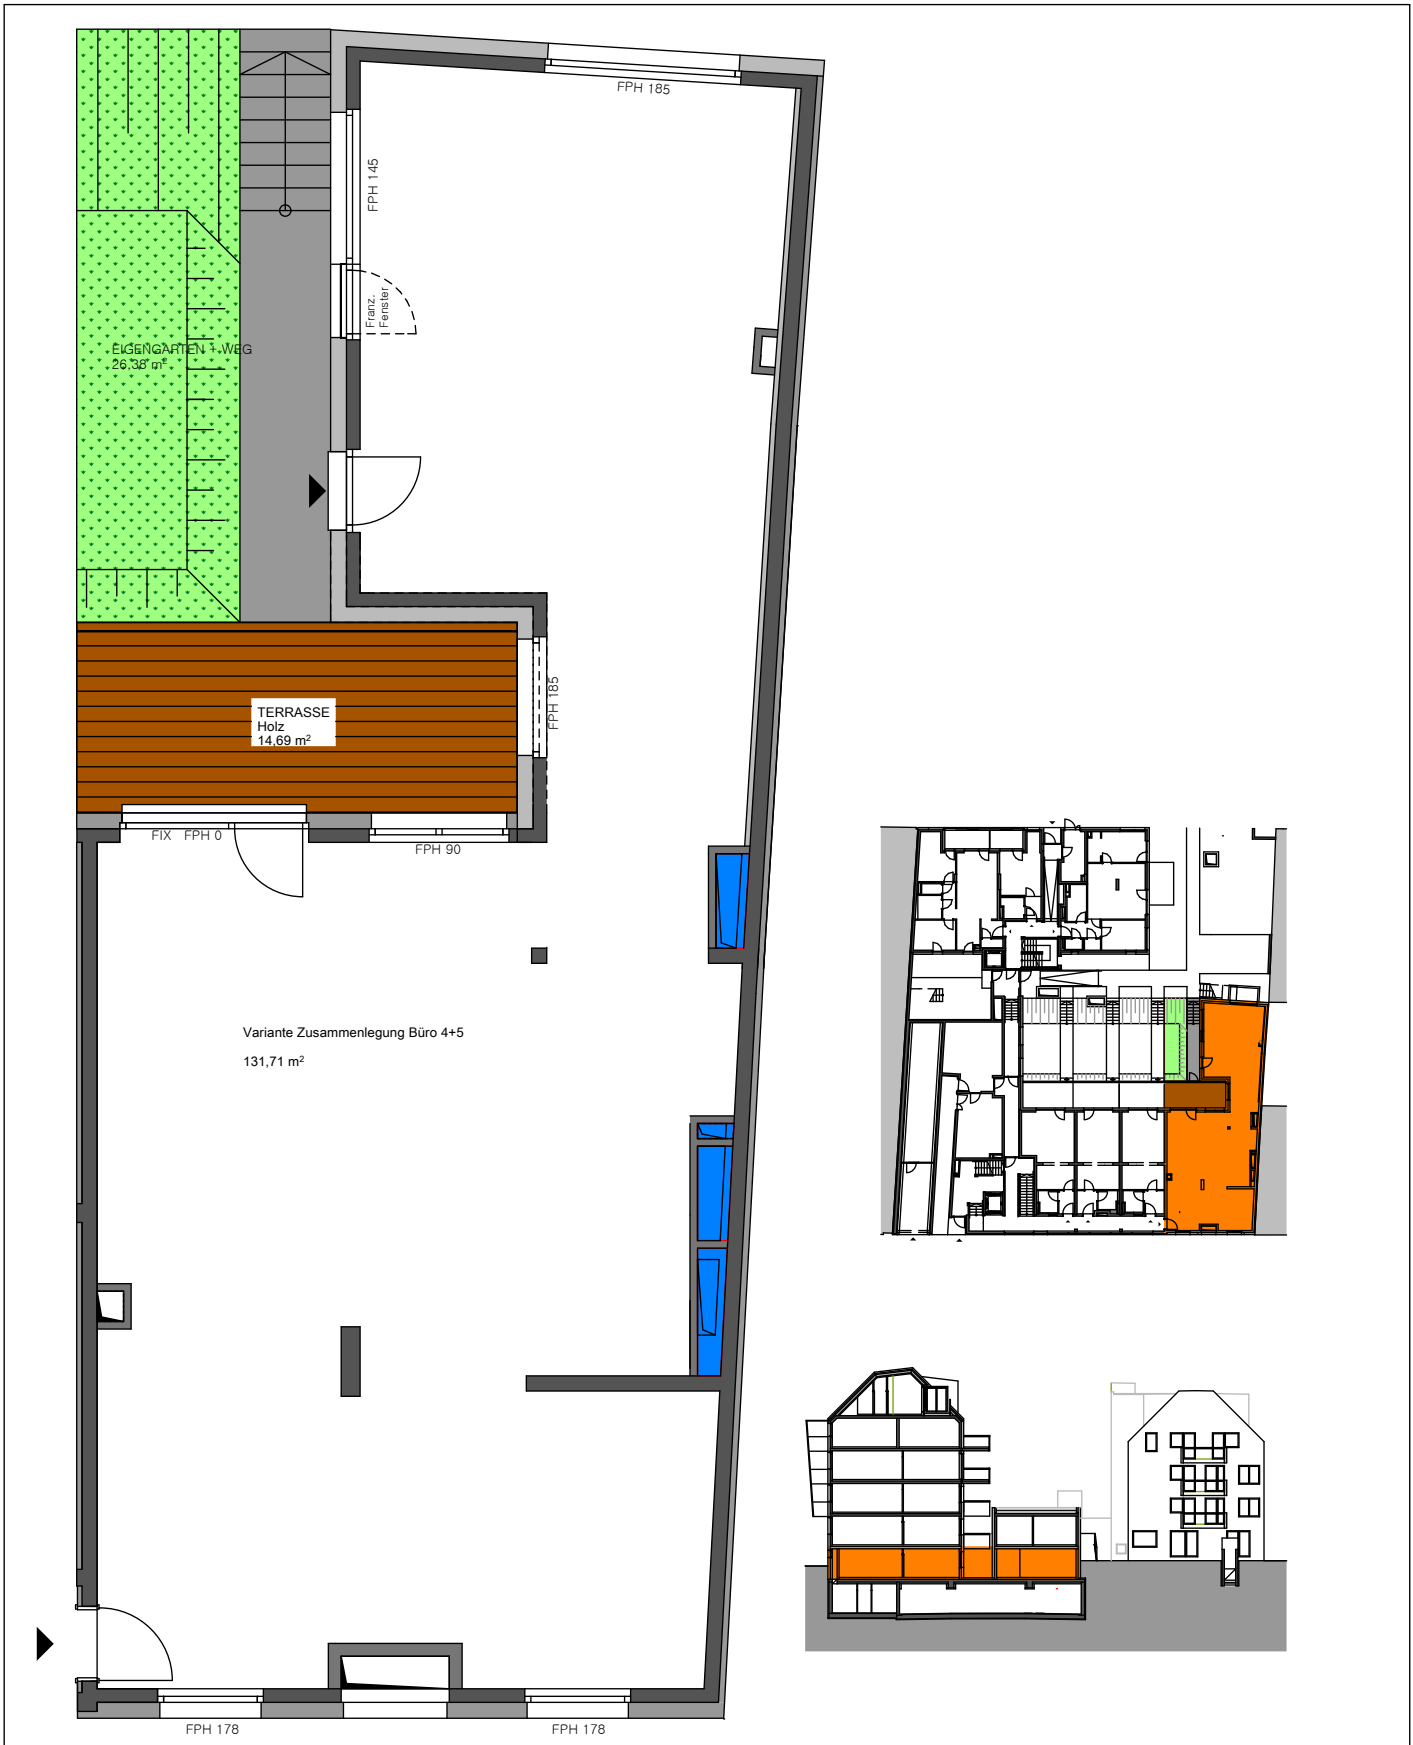 FPH 185
FPH 145
Franz.
Fenster
EIGENGARTEN + WEG
26,38 m²
FPH 185
TERRASSE
Holz
14,69 m²
FIX FPH 0
FPH 90
Variante Zusammenlegung Büro 4+5
131,71 m²
FPH 178
FPH 178